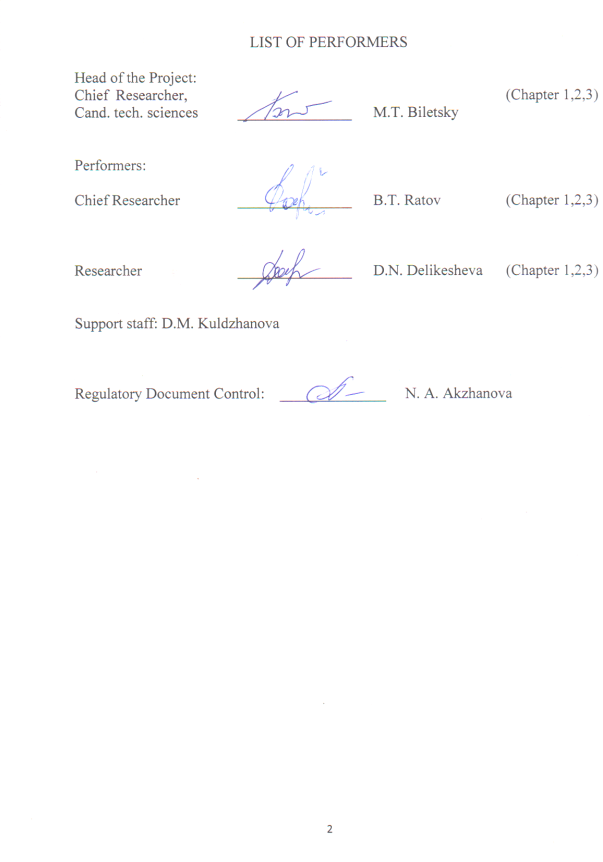 LIST OF PERFORMERS
Head of the Project:
Chief Researcher,
(Chapter 1,2,3)
Cand. tech. sciences
M.T. Biletsky
Performers:
Chief Researcher B.T. Ratov (Chapter 1,2,3)
Researcher D.N. Delikesheva (Chapter 1,2,3)
Support staff: D.M. Kuldzhanova
Regulatory Document Control: N. A. Akzhanova
2